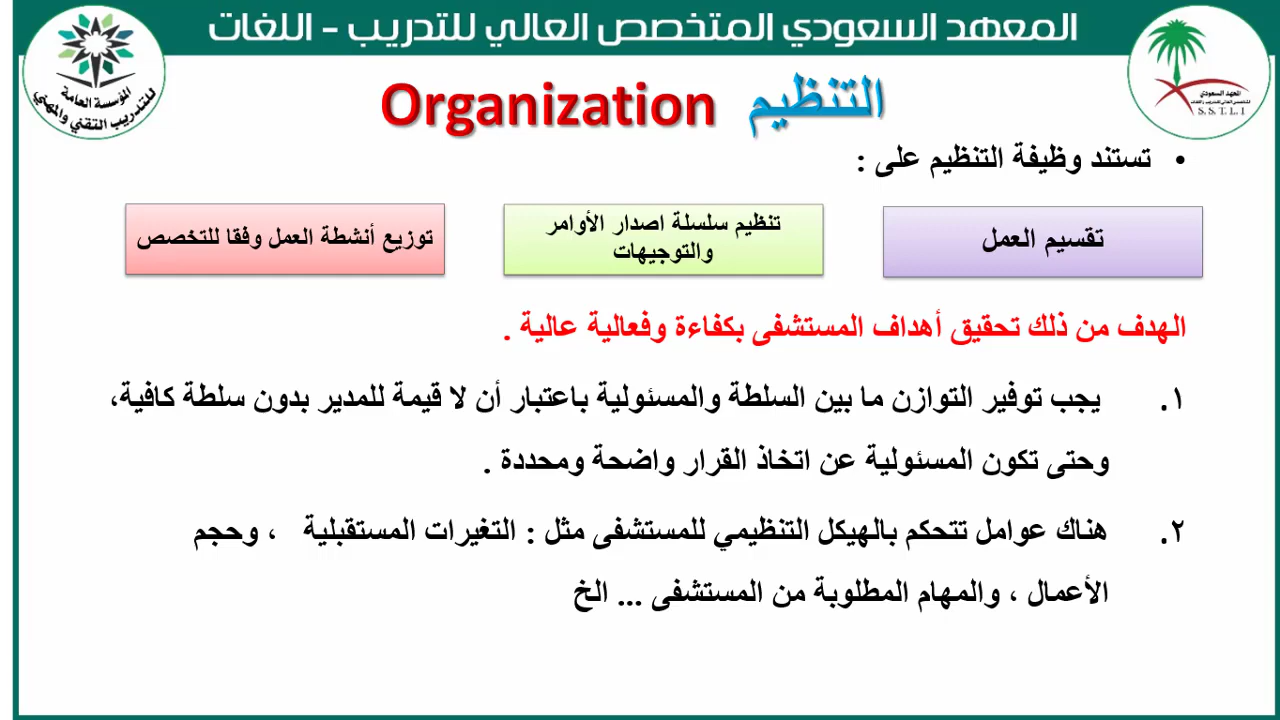 المعهد السعودي المتخصص العالي للتدريب - اللغات
المؤسسة العامة
للتدريب التقني والمهني
المعهد السعودي
المتخصص العالي للتدريب واللغات
S.S.T.L.I
التنظيم Organization
• تستند وظيفة التنظيم على :
تقسيم العمل
تنظيم سلسلة اصدار الأوامر
والتوجيهات
توزيع أنشطة العمل وفقا للتخصص
الهدف من ذلك تحقيق أهداف المستشفى بكفاءة وفعالية عالية .
١. يجب توفير التوازن ما بين السلطة والمسئولية باعتبار أن لا قيمة للمدير بدون سلطة كافية،
وحتى تكون المسئولية عن اتخاذ القرار واضحة ومحددة .
٢. هناك عوامل تتحكم بالهيكل التنظيمي للمستشفى مثل : التغيرات المستقبلية ، وحجم
الأعمال ، والمهام المطلوبة من المستشفى ... الخ